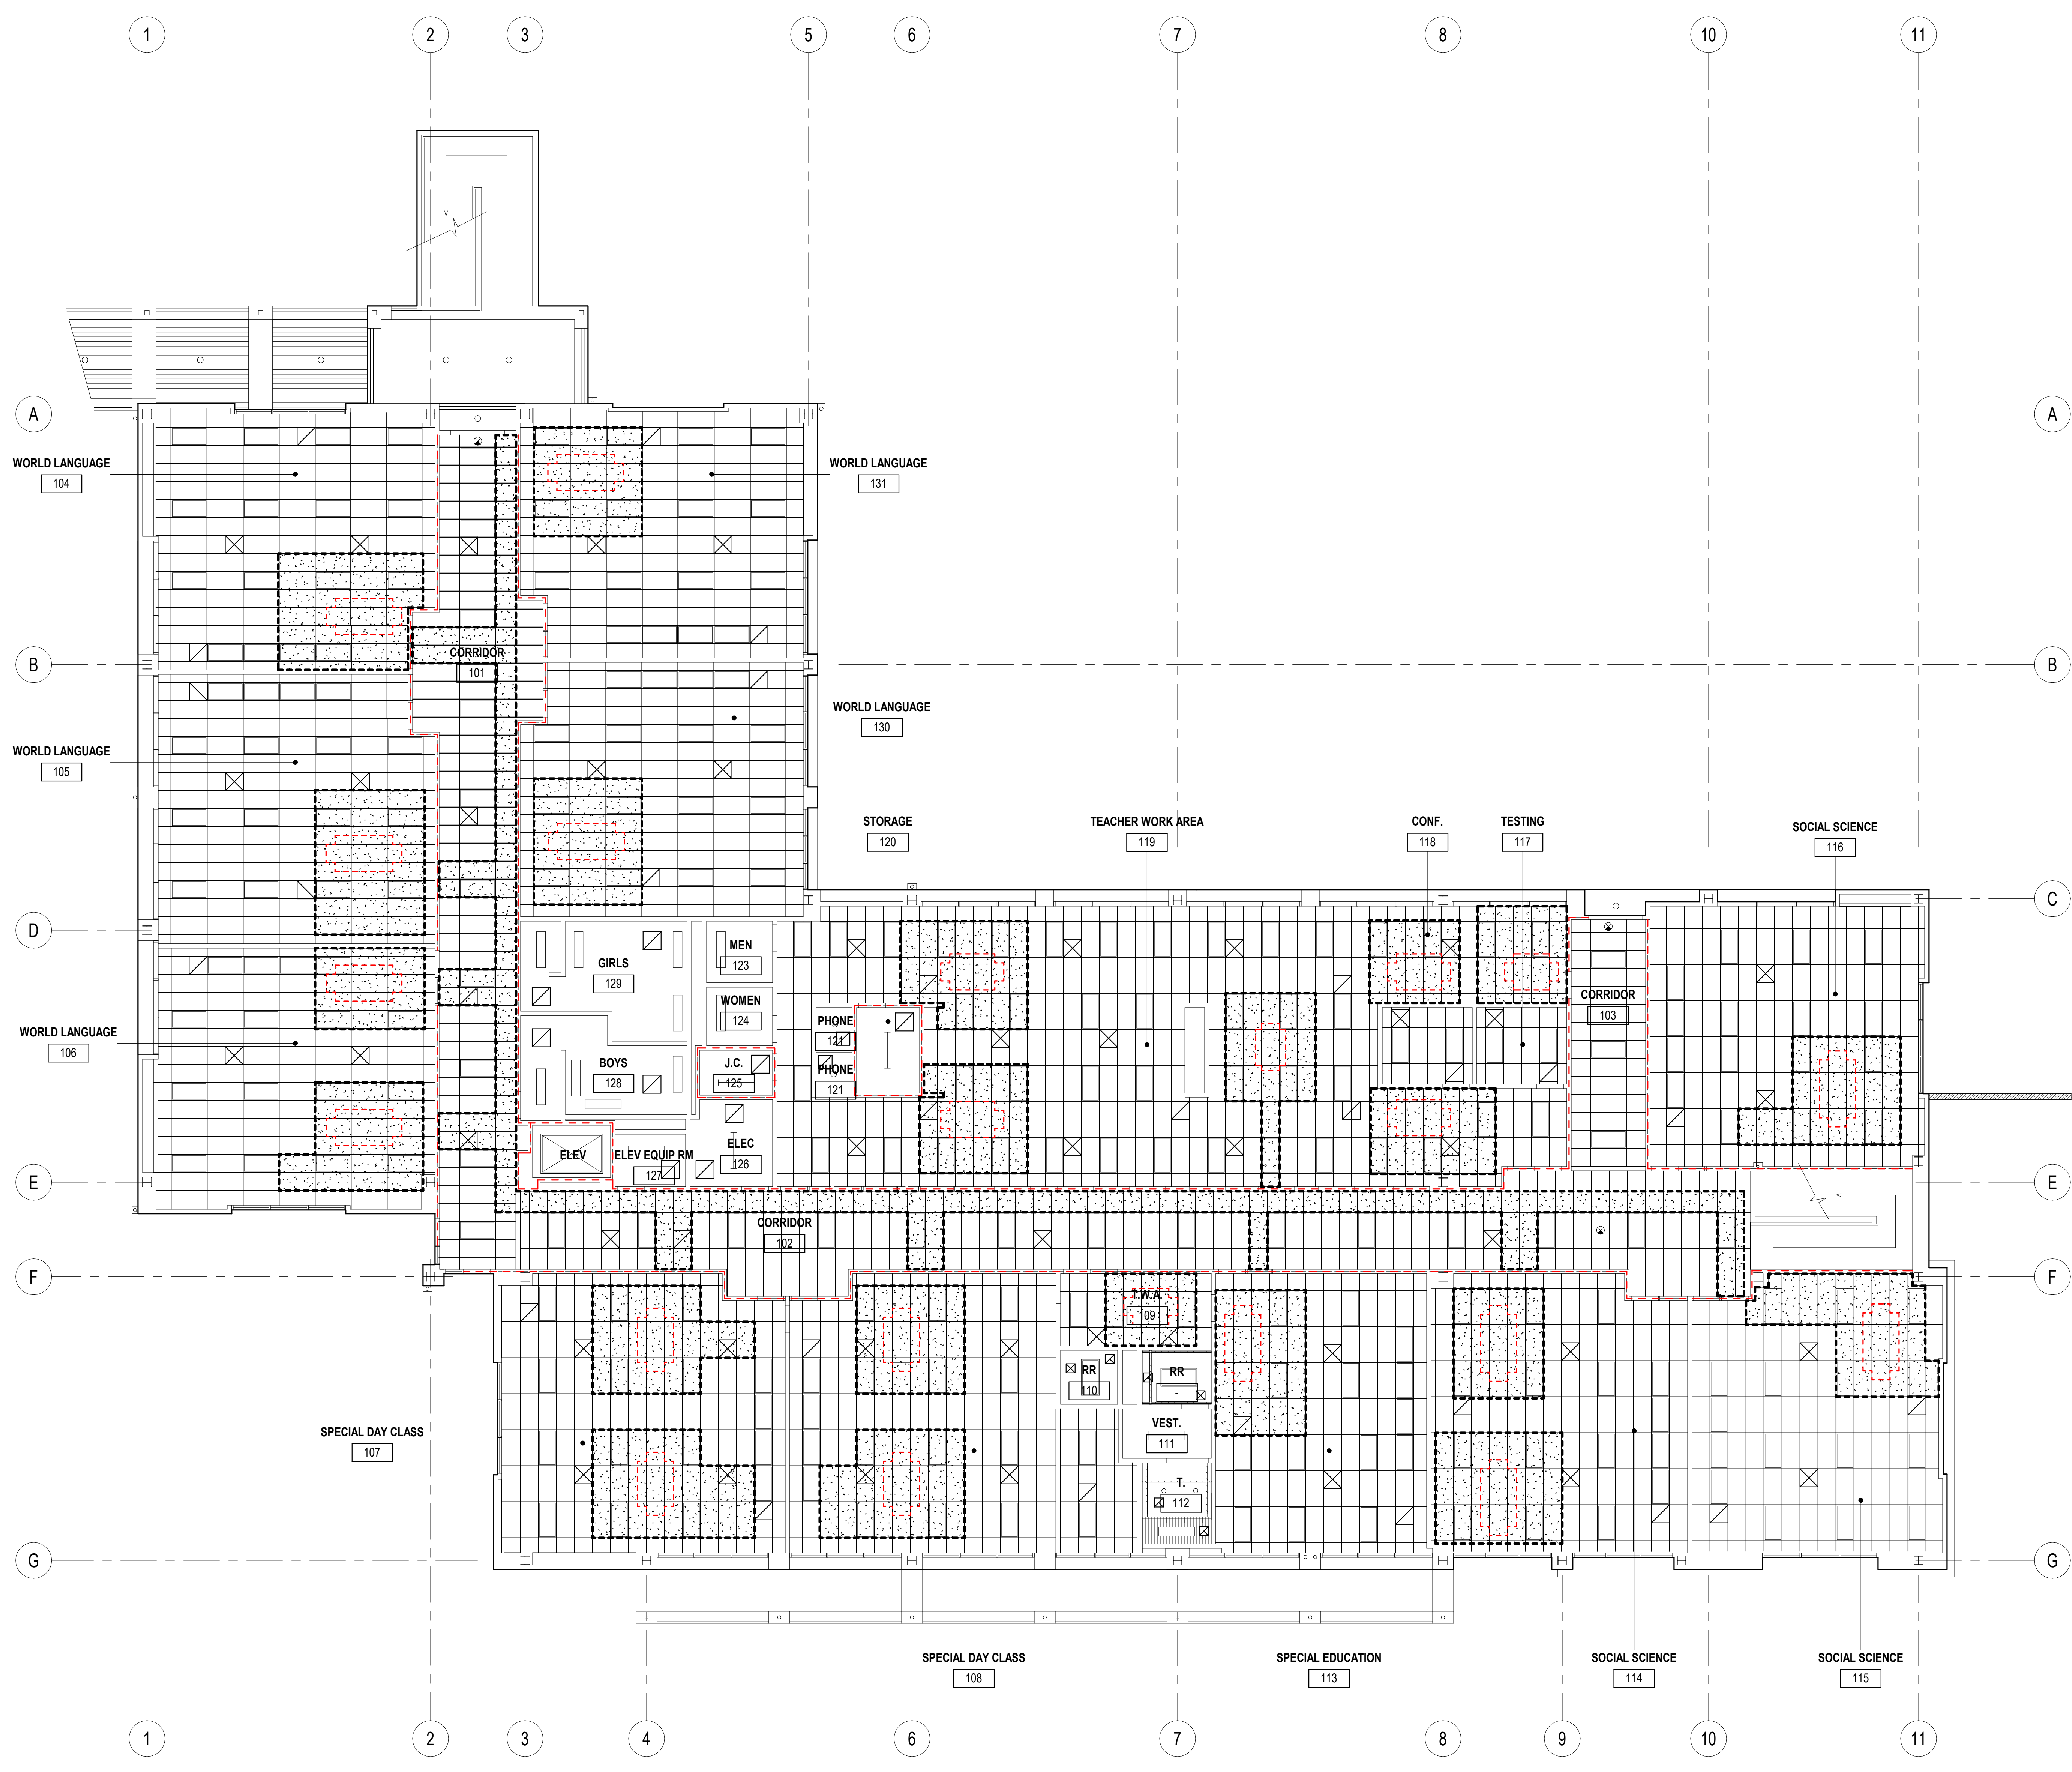 1 2 3 5 6 7 8 10 11
A A
WORLD LANGUAGE
104
WORLD LANGUAGE
131
B B
CORRIDOR
101
WORLD LANGUAGE
130
WORLD LANGUAGE
105
STORAGE
120
TEACHER WORK AREA
119
CONF.
118
TESTING
117
SOCIAL SCIENCE
116
C
D
MEN
123
GIRLS
129
WOMEN
124
CORRIDOR
103
PHONE
121
WORLD LANGUAGE
106
BOYS
128
J.C.
125
PHONE
121
ELEV
ELEV EQUIP RM
127
ELEC
126
E E
CORRIDOR
102
F F
T.W.A.
109
RR
110
RR
-
VEST.
111
SPECIAL DAY CLASS
107
T.
112
G G
SPECIAL DAY CLASS
108
SPECIAL EDUCATION
113
SOCIAL SCIENCE
114
SOCIAL SCIENCE
115
1 2 3 4 6 7 8 9 10 11